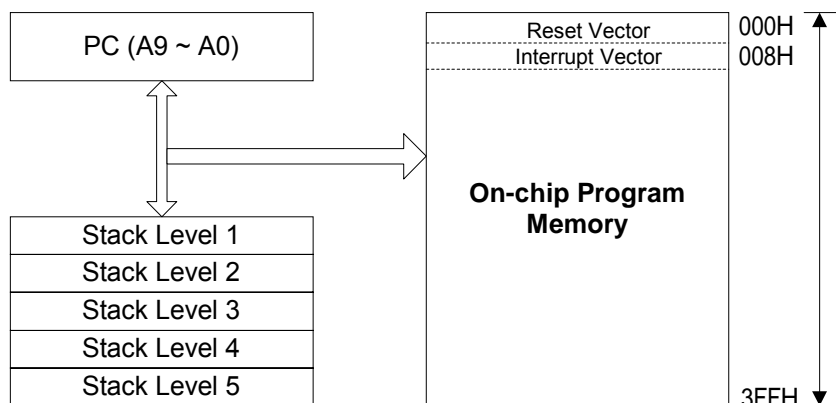 PC (A9 ~ A0)
Reset Vector
000H
Interrupt Vector
008H
On-chip Program
Memory
Stack Level 1
Stack Level 2
Stack Level 3
Stack Level 4
Stack Level 5
3FFH